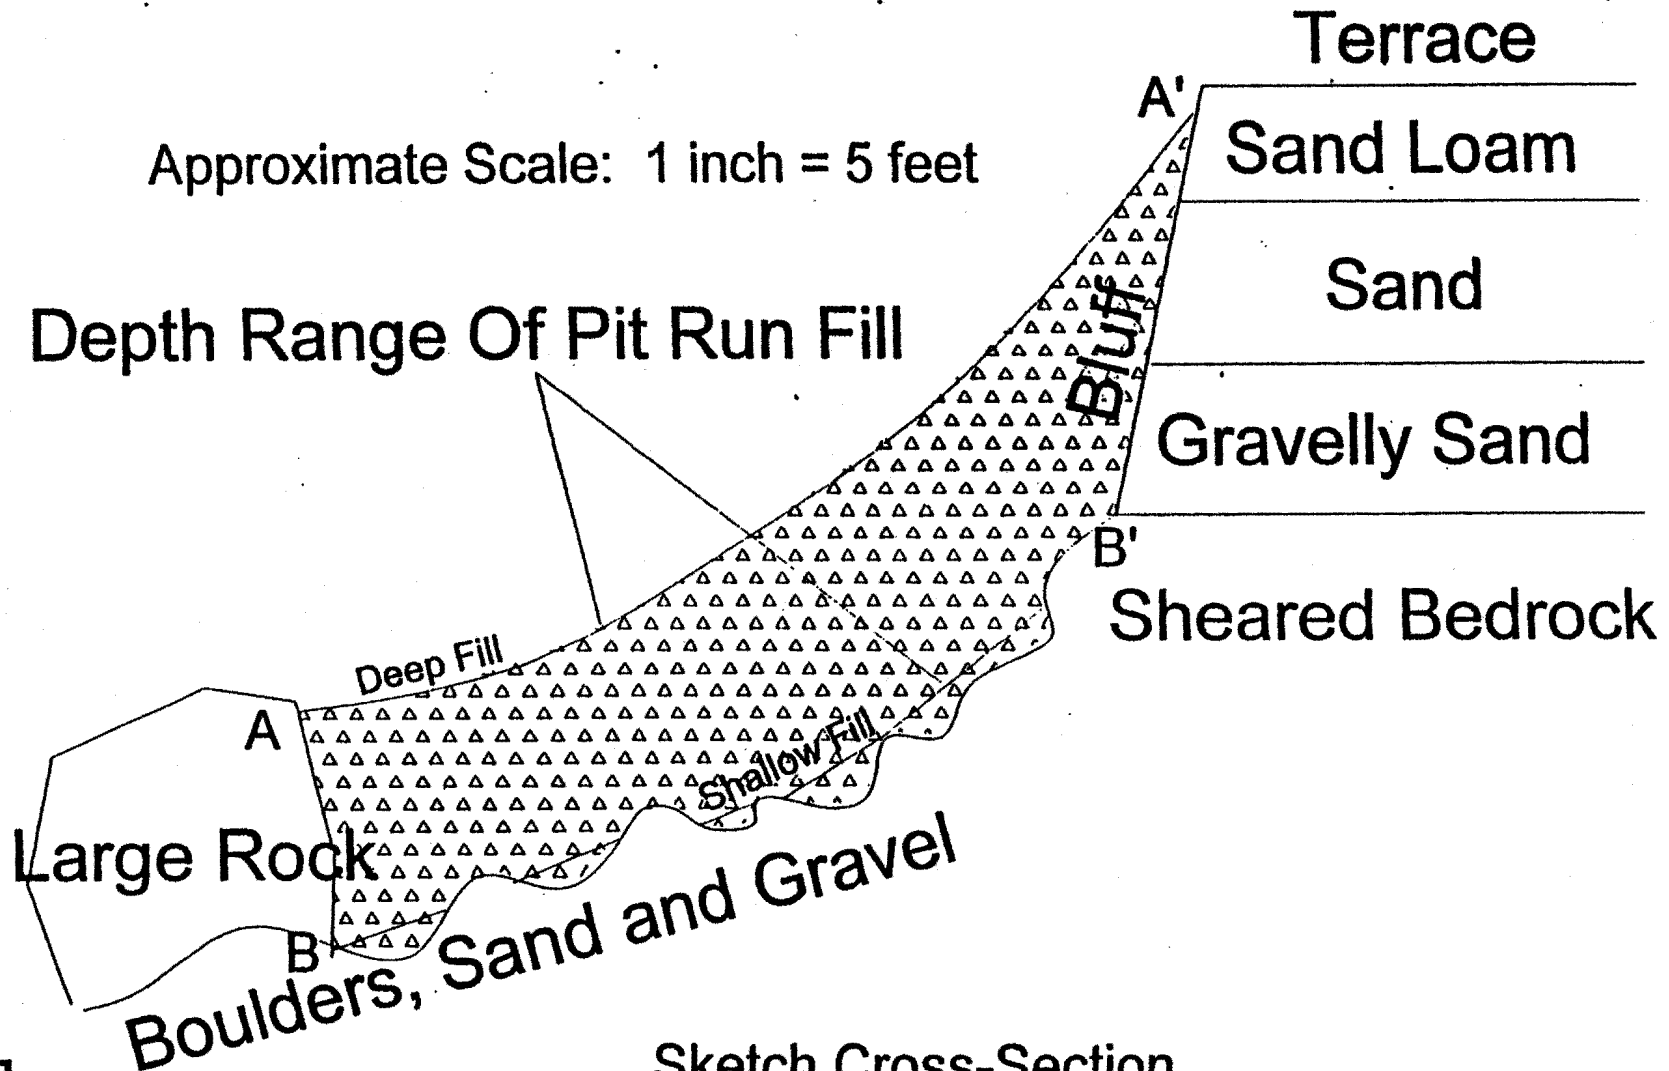 Terrace
A'
Sand Loam
Approximate Scale: 1 inch = 5 feet
Sand
Depth Range Of Pit Run Fill
Bluff
Gravelly Sand
B'
Sheared Bedrock
Deep Fill
A
Shallow Fill
Large Rock
B
Boulders, Sand and Gravel
Sketch Cross-Section